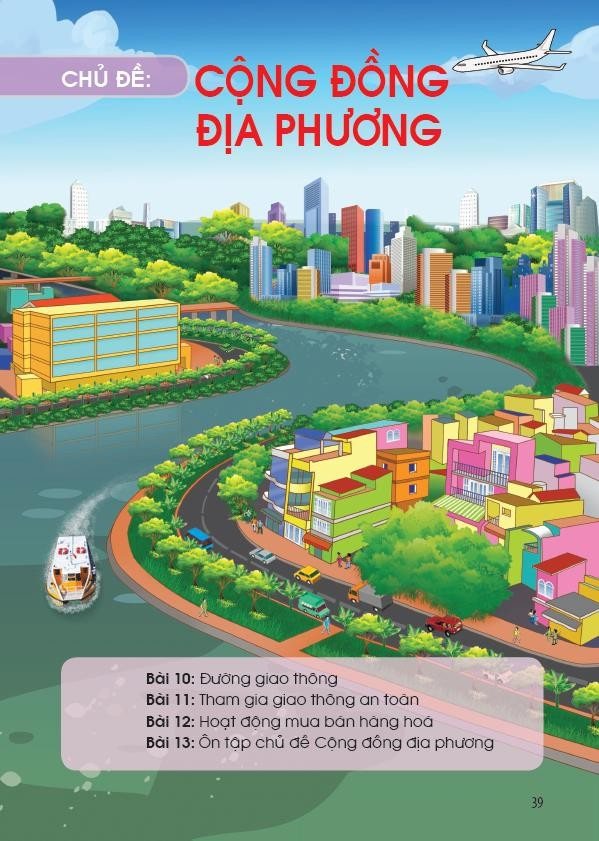 CHỦ ĐỀ:
CỘNG ĐỒNG
ĐỊA PHƯƠNG
Bài 10: Đường giao thông
Bài 11: Tham gia giao thông an toàn
Bài 12: Hoạt động mua bán hàng hoá
Bài 13: Ôn tập chủ đề Cộng đồng địa phương
39